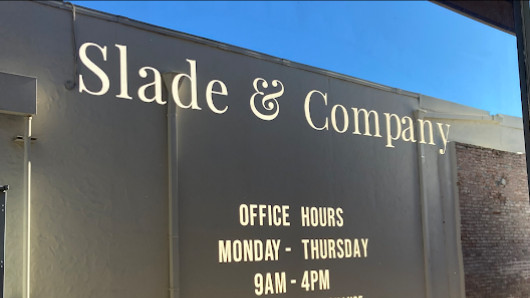 Slade & Company
OFFICE HOURS
MONDAY - THURSDAY
9AM - 4PM